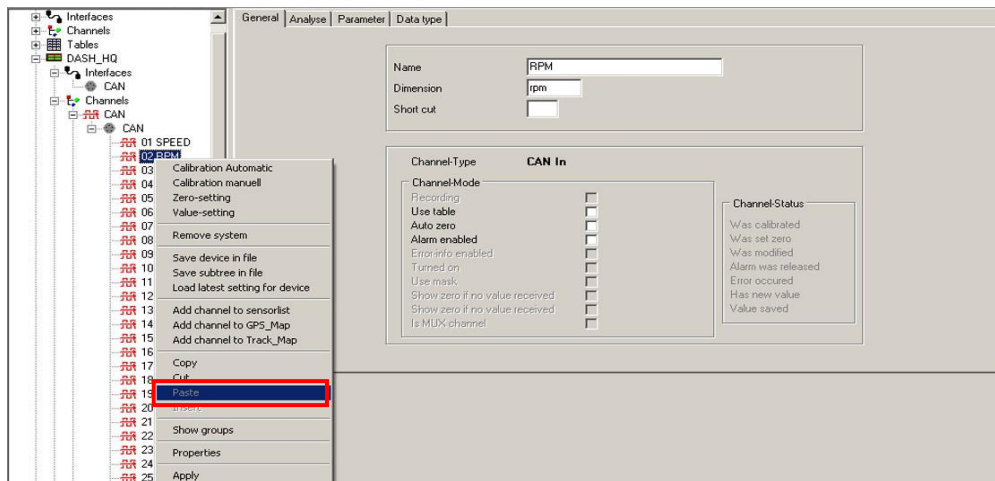 Interfaces
Channels
Tables
DASH_HQ
Interfaces
CAN
Channels
CAN
CAN
01 SPEED
02 RPM
03
04
05
06
07
08
09
10
11
12
13
14
15
16
17
18
19
20
21
22
23
24
25
Calibration Automatic
Calibration manuell
Zero-setting
Value-setting
Remove system
Save device in file
Save subtree in file
Load latest setting for device
Add channel to sensorlist
Add channel to GPS_Map
Add channel to Track_Map
Copy
Cut
Paste
Insert
Show groups
Properties
Apply
General Analyse Parameter Data type
Name RPM
Dimension rpm
Short cut
Channel-Type CAN In
Channel-Mode
Recording
Use table
Auto zero
Alarm enabled
Error-info enabled
Turned on
Use mask
Show zero if no value received
Show zero if no value received
Is MUX-channel
Channel-Status
Was calibrated
Was set zero
Was modified
Alarm was released
Error occured
Has new value
Value saved